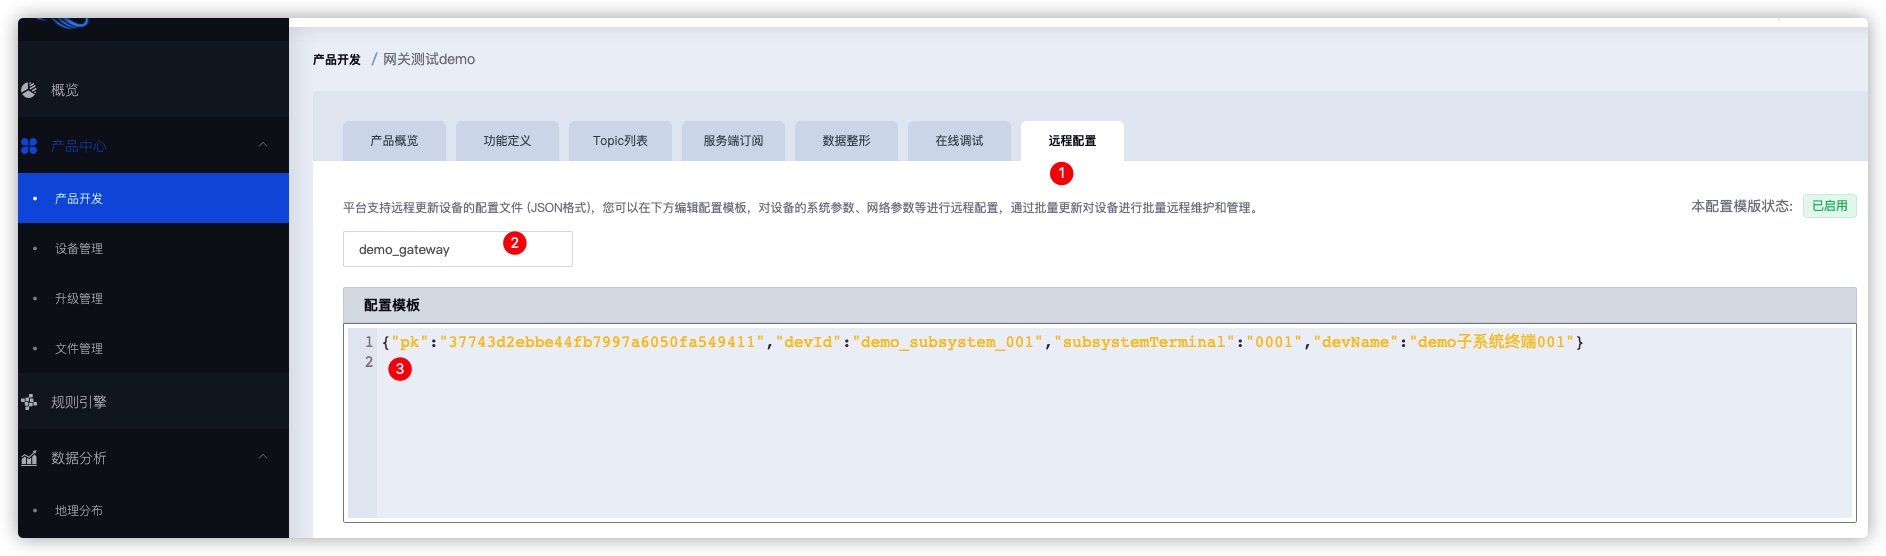 概览
产品中心
产品开发
设备管理
升级管理
文件管理
规则引擎
数据分析
地理分布
产品开发 / 网关测试demo
产品概览 功能定义 Topic列表 服务端订阅 数据整形 在线调试 远程配置
1
平台支持远程更新设备的配置文件 (JSON格式)，您可以在下方编辑配置模板，对设备的系统参数、网络参数等进行远程配置，通过批量更新对设备进行批量远程维护和管理。
本配置模版状态: 已启用
demo_gateway 2
配置模板
1 {"pk":"37743d2ebbe44fb7997a6050fa549411","devId":"demo_subsystem_001","subsystemTerminal":"0001","devName":"demo子系统终端001"}
2
3